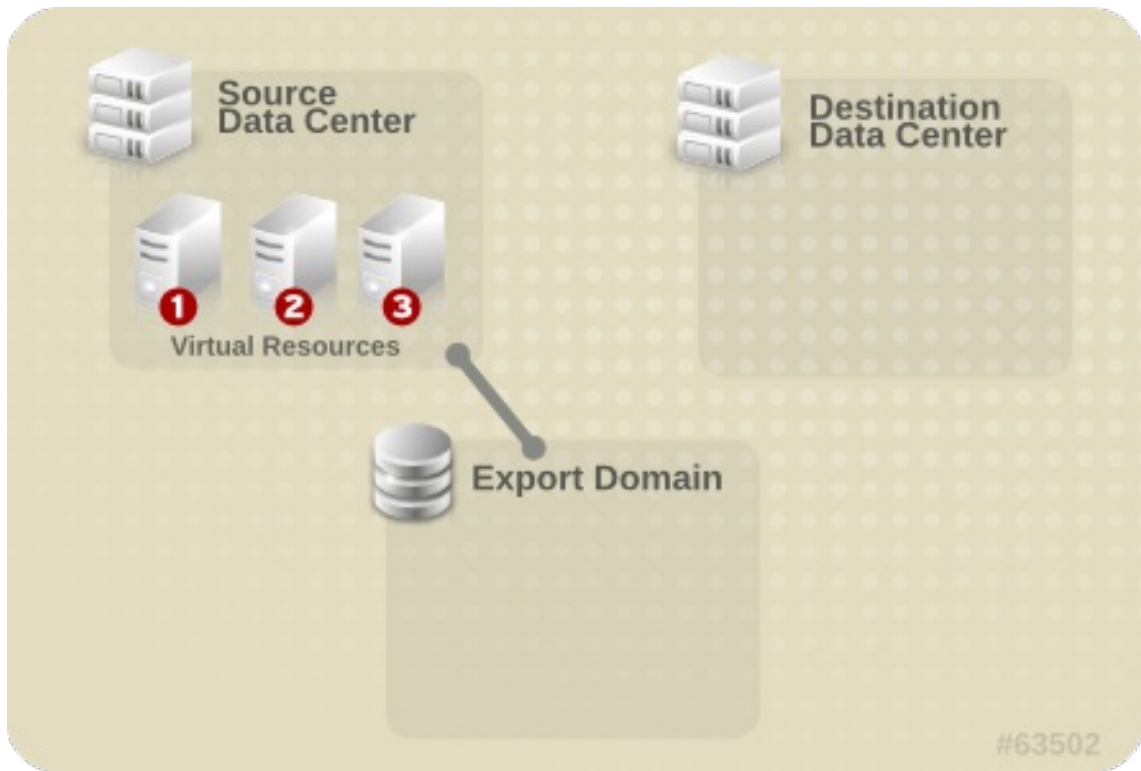 Source
Data Center
Destination
Data Center
1
2
3
Virtual Resources
Export Domain
#63502